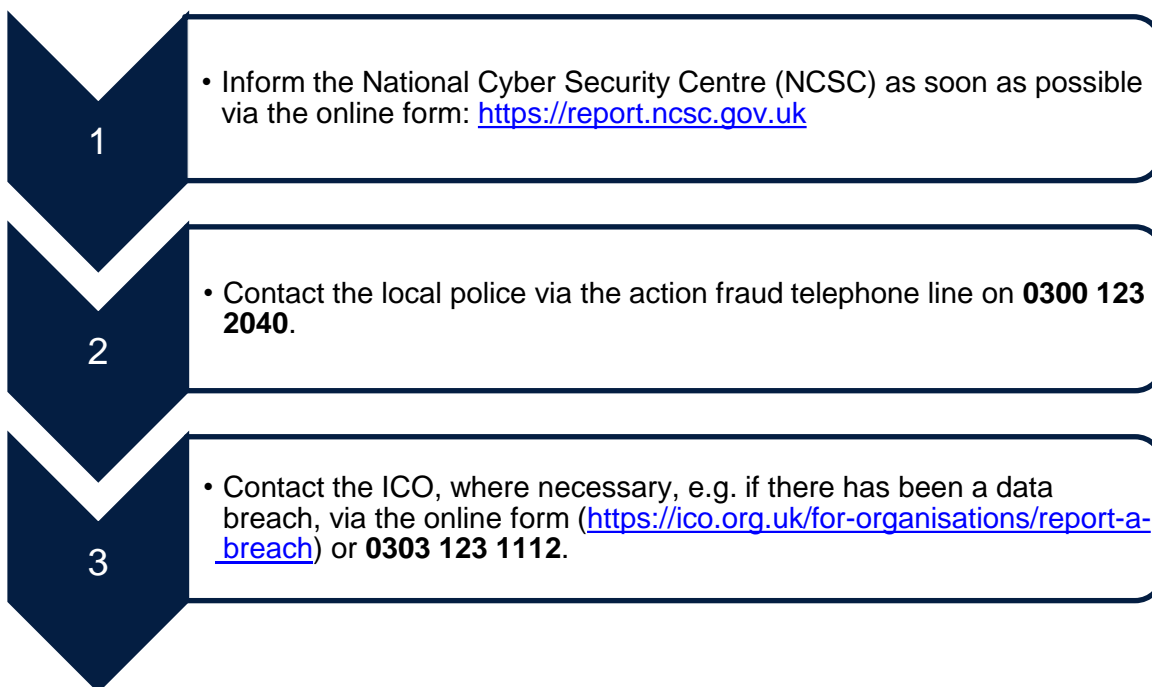 1
• Inform the National Cyber Security Centre (NCSC) as soon as possible
via the online form: https://report.ncsc.gov.uk
2
• Contact the local police via the action fraud telephone line on 0300 123
2040.
3
• Contact the ICO, where necessary, e.g. if there has been a data
breach, via the online form (https://ico.org.uk/for-organisations/report-a-
breach) or 0303 123 1112.